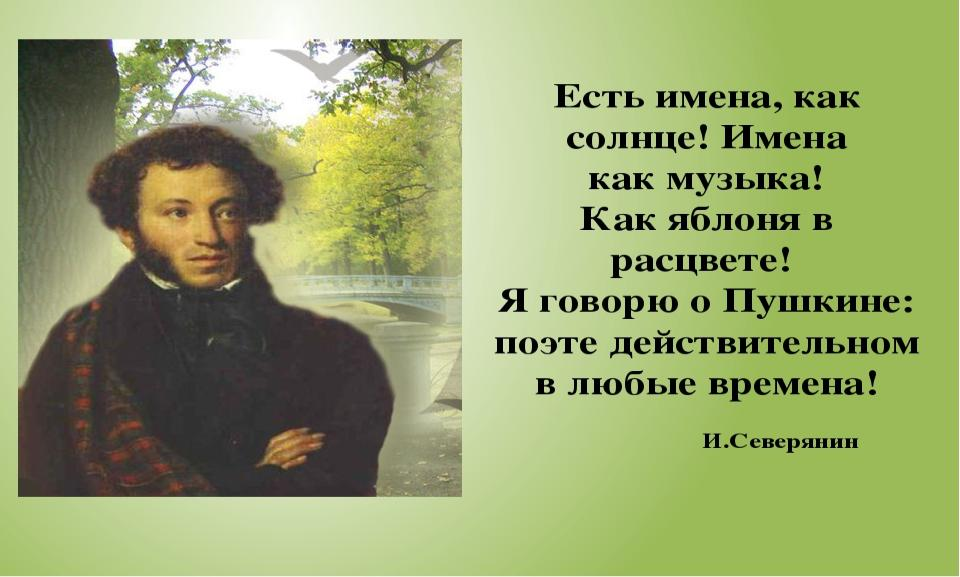 Есть имена, как
солнце! Имена
как музыка!
Как яблоня в
расцвете!
Я говорю о Пушкине:
поэте действительном
в любые времена!
И.Северянин